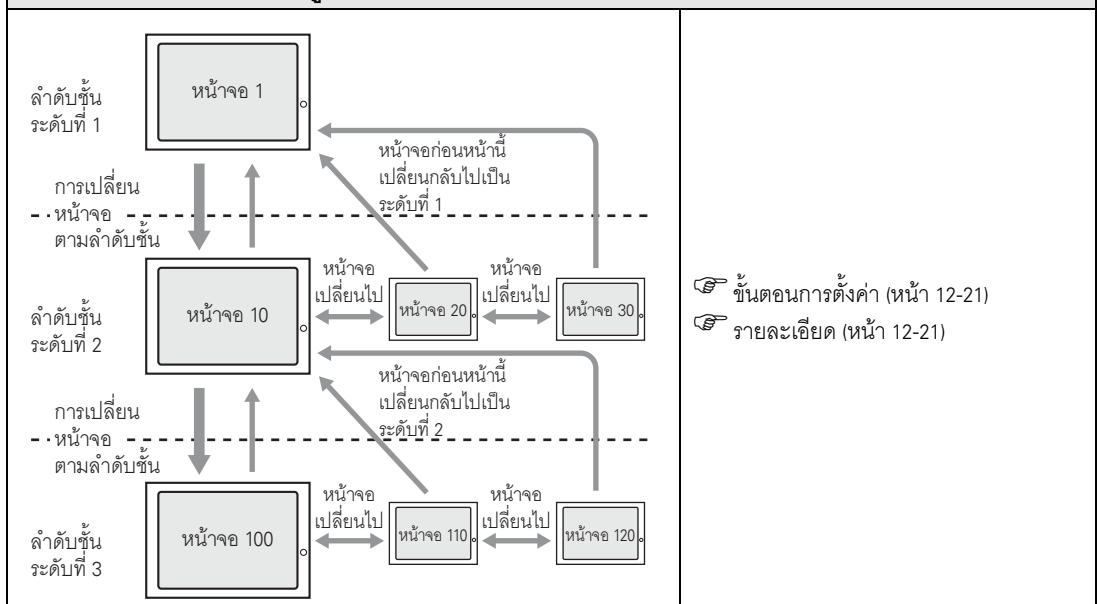 หน้าจอ 1
ลำดับชั้น
ระดับที่ 1
หน้าจอก่อนหน้านี้
เปลี่ยนกลับไปเป็น
ระดับที่ 1
การเปลี่ยน
หน้าจอ
ตามลำดับชั้น
หน้าจอ
เปลี่ยนไป
หน้าจอ
เปลี่ยนไป
หน้าจอ 10
หน้าจอ 20
หน้าจอ 30
ลำดับชั้น
ระดับที่ 2
หน้าจอก่อนหน้านี้
เปลี่ยนกลับไปเป็น
ระดับที่ 2
การเปลี่ยน
หน้าจอ
ตามลำดับชั้น
หน้าจอ
เปลี่ยนไป
หน้าจอ
เปลี่ยนไป
หน้าจอ 100
หน้าจอ 110
หน้าจอ 120
ลำดับชั้น
ระดับที่ 3
ขั้นตอนการตั้งค่า (หน้า 12-21)
รายละเอียด (หน้า 12-21)